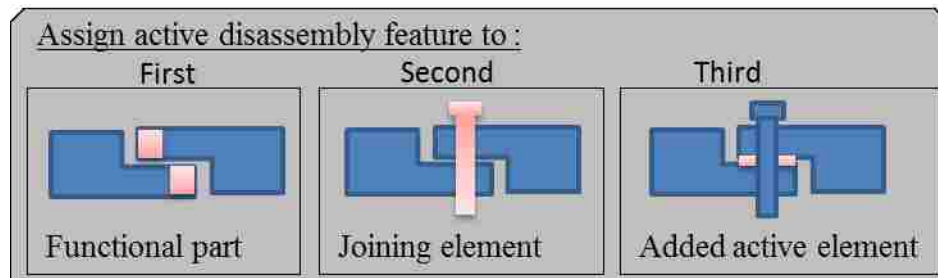 Assign active disassembly feature to :
First Second Third
Functional part Joining element Added active element